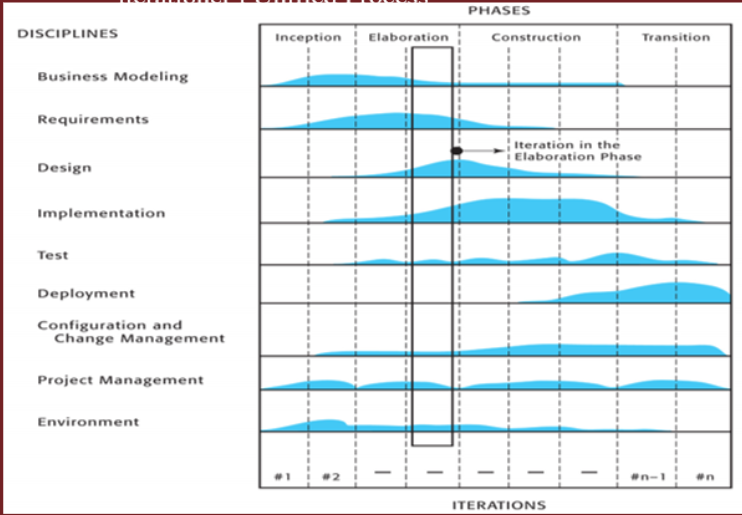 PHASES
DISCIPLINES
Inception Elaboration Construction Transition
Business Modeling
Requirements
Iteration in the
Elaboration Phase
Design
Implementation
Test
Deployment
Configuration and
Change Management
Project Management
Environment
#1 #2 — — — — — #n–1 #n
ITERATIONS